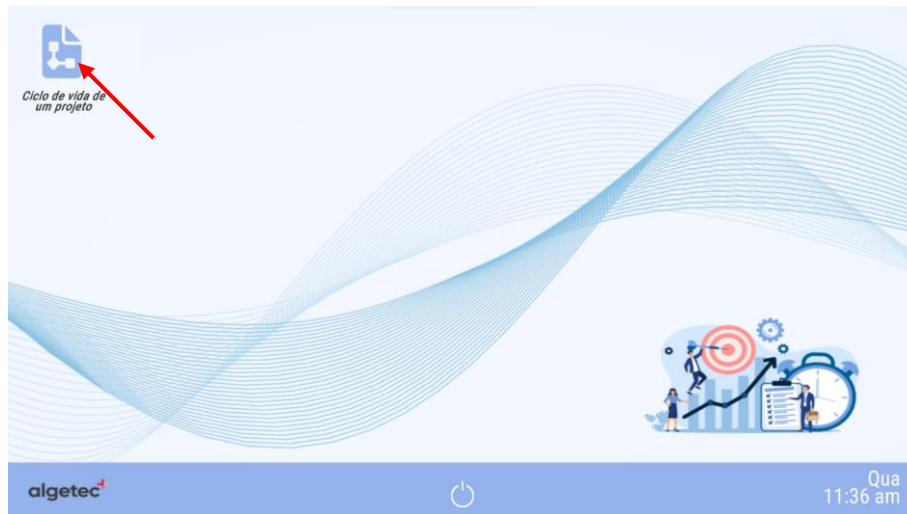 Ciclo de vida de
um projeto
algetec
Qua
11:36 am